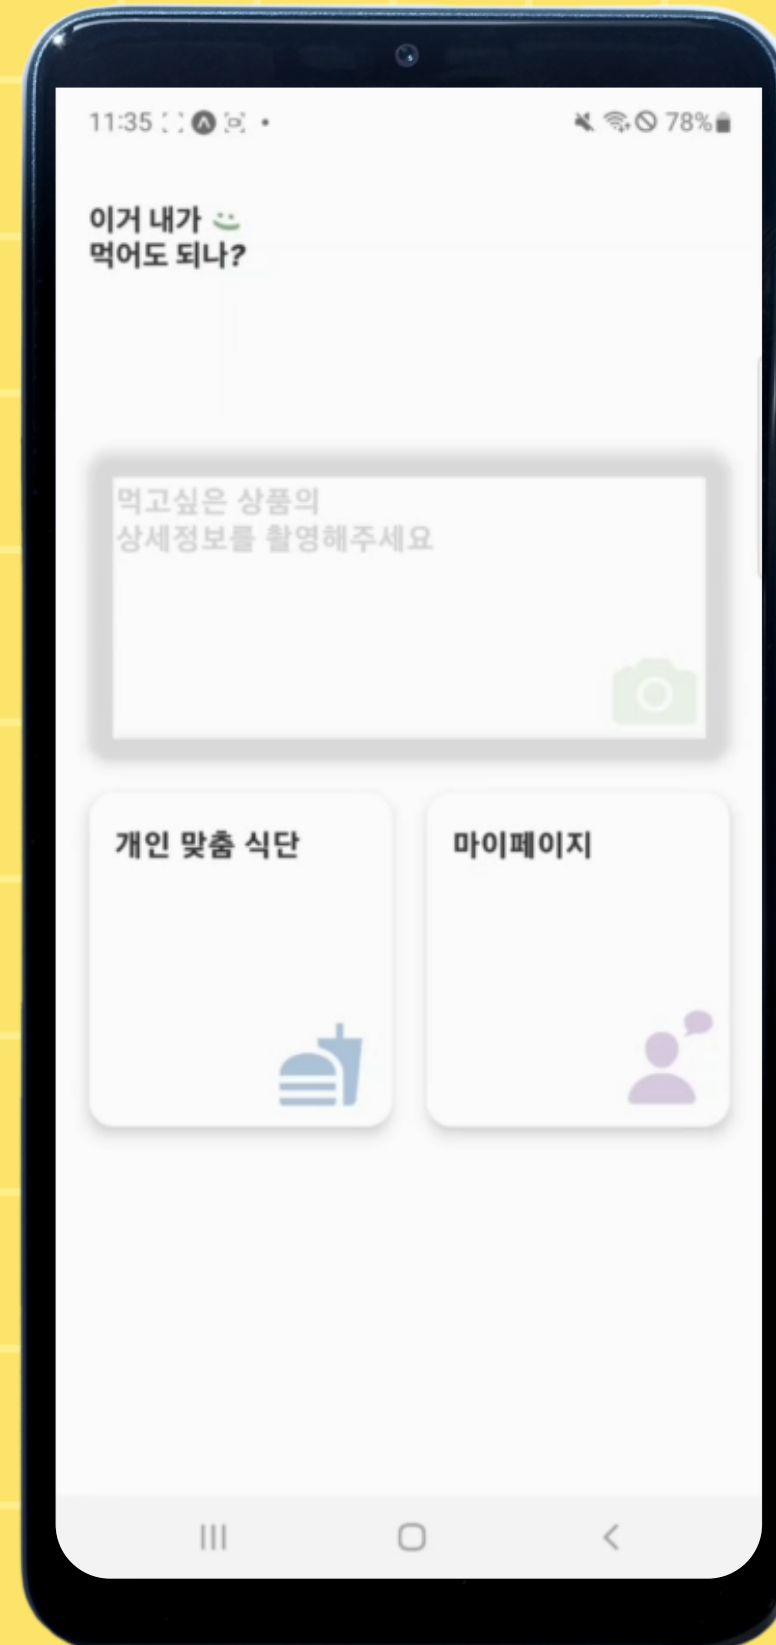 11:35
78%
이거 내가
먹어도 되나?
먹고싶은 상품의
상세정보를 촬영해주세요
개인 맞춤 식단
마이페이지